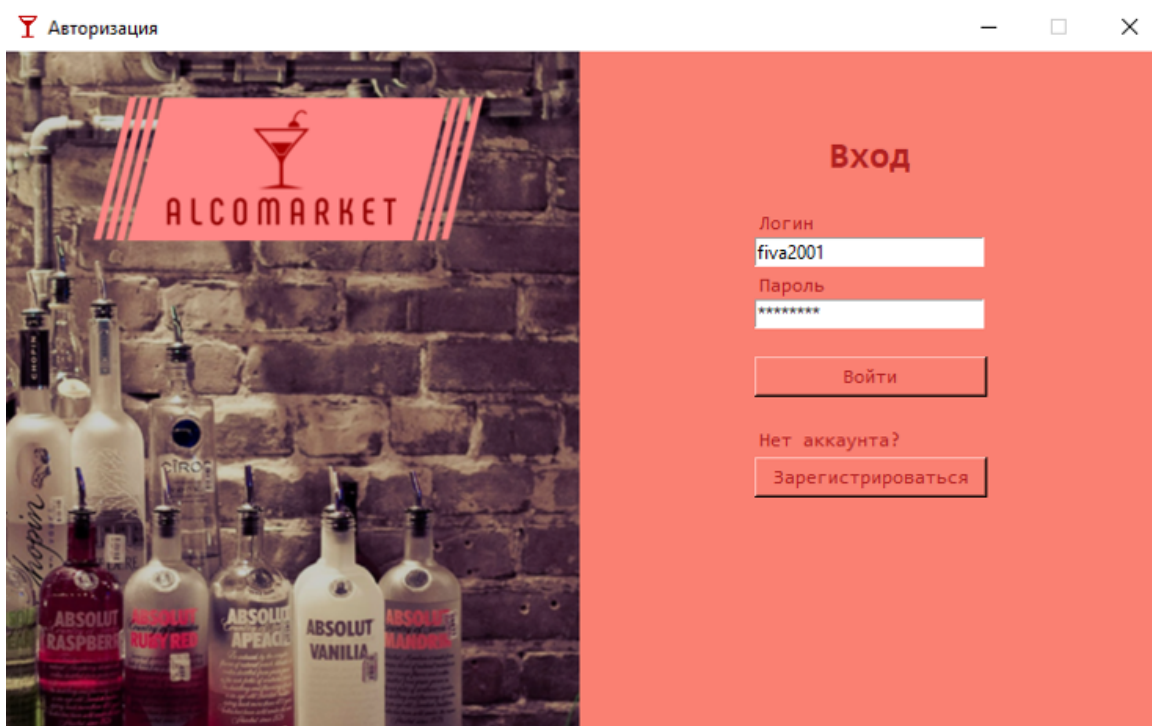 Авторизация
ALCOMARKET
Вход
Логин
fiva2001
Пароль
********
Войти
Нет аккаунта?
Зарегистрироваться
CHOPIN
CIROC
Chopin
ABSOLUT
RASPBERRI
ABSOLUT
RUBY RED
ABSOLUT
APEACH
ABSOLUT
VANILIA
ABSOLUT
MANDRIN